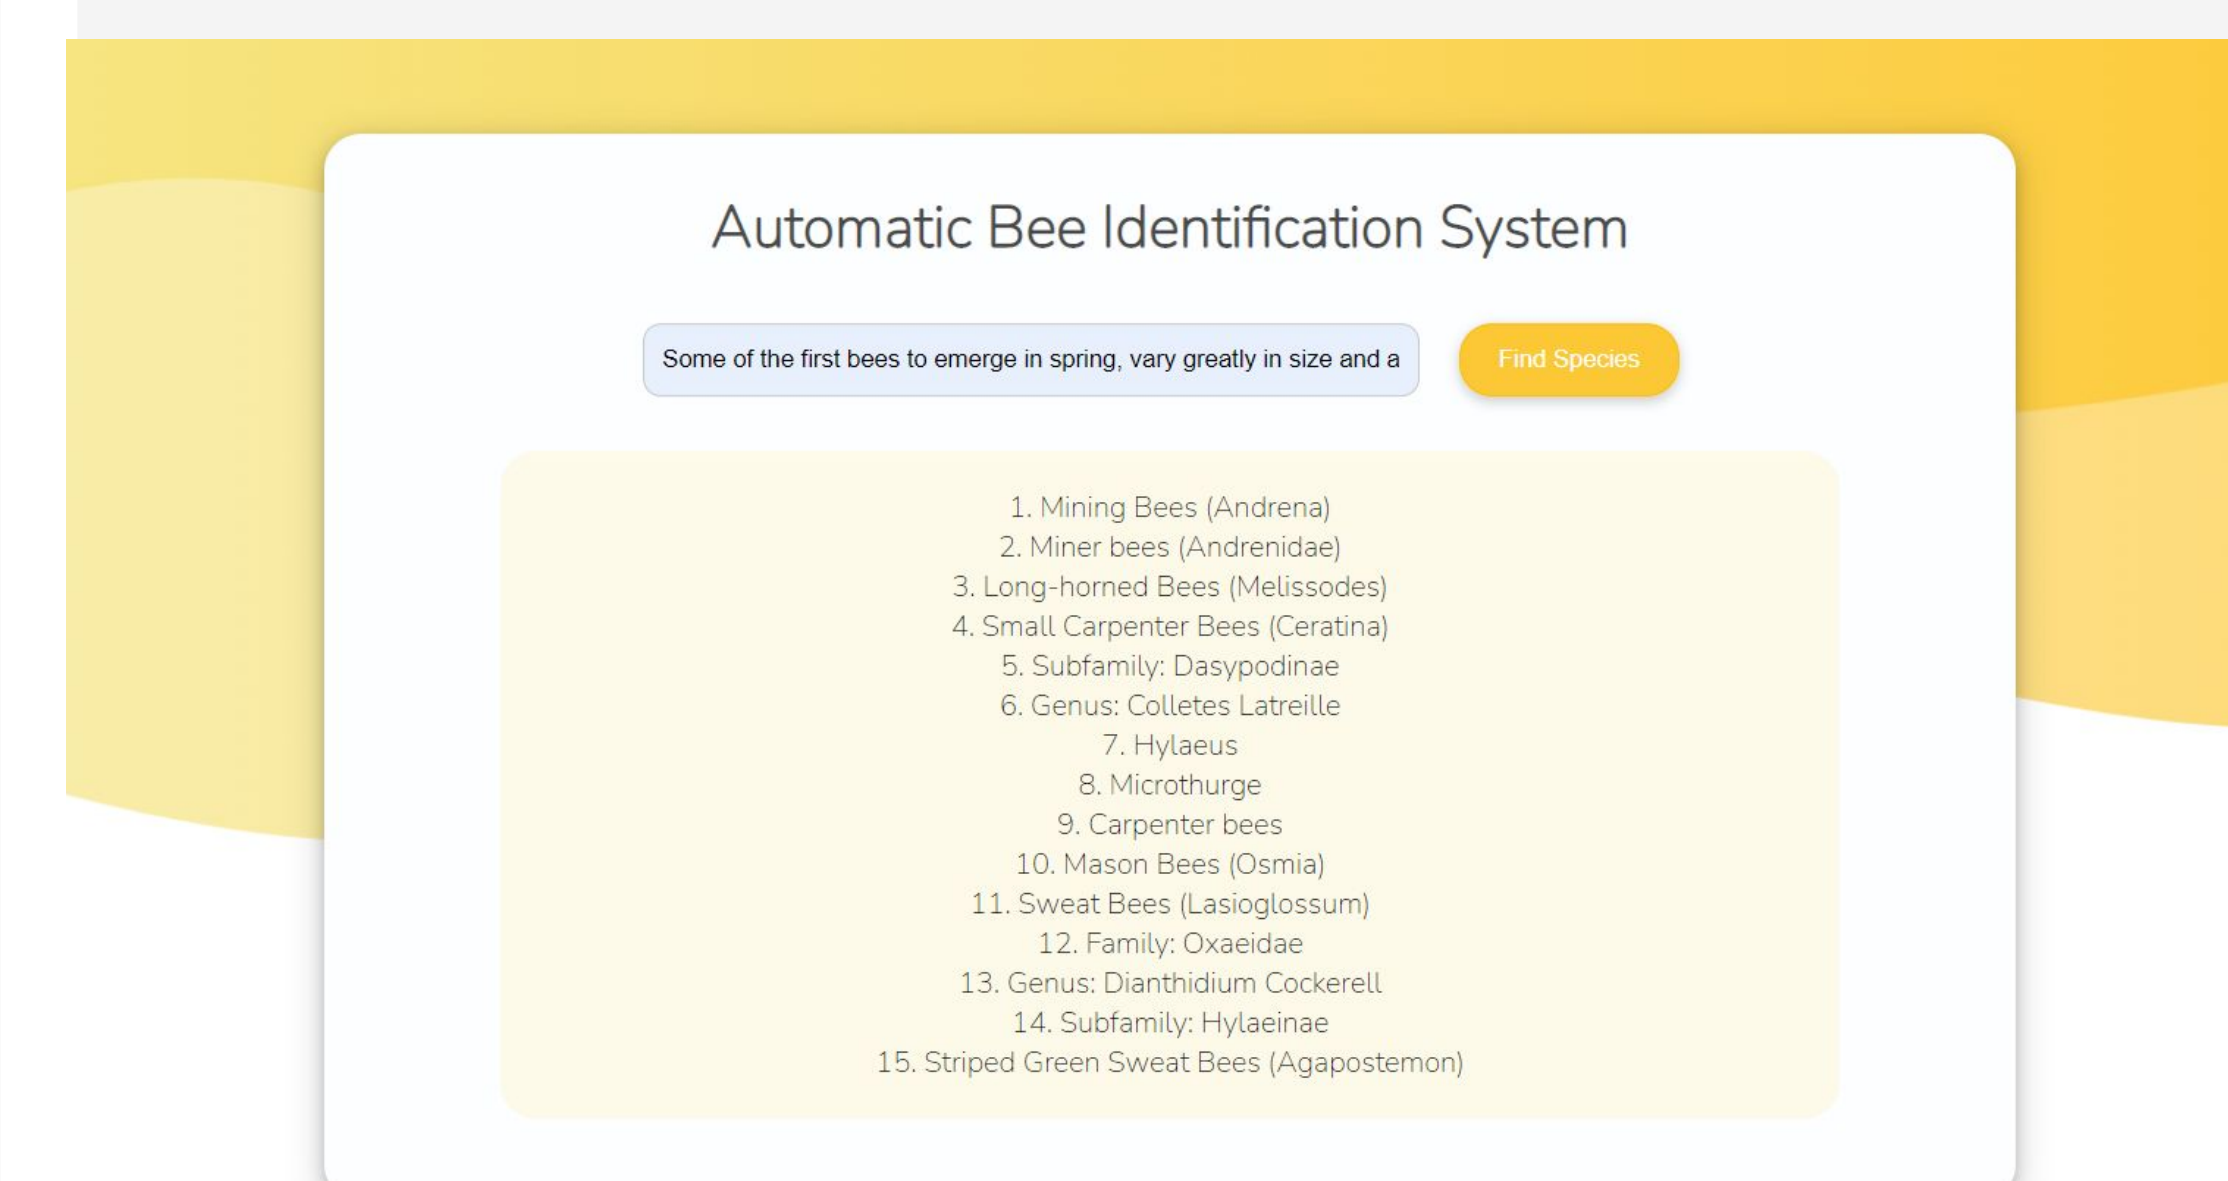 Automatic Bee Identification System
Some of the first bees to emerge in spring, vary greatly in size and a
Find Species
1. Mining Bees (Andrena)
2. Miner bees (Andrenidae)
3. Long-horned Bees (Melissodes)
4. Small Carpenter Bees (Ceratina)
5. Subfamily: Dasypodinae
6. Genus: Colletes Latreille
7. Hylaeus
8. Microthurge
9. Carpenter bees
10. Mason Bees (Osmia)
11. Sweat Bees (Lasioglossum)
12. Family: Oxaeidae
13. Genus: Dianthidium Cockerell
14. Subfamily: Hylaeinae
15. Striped Green Sweat Bees (Agapostemon)